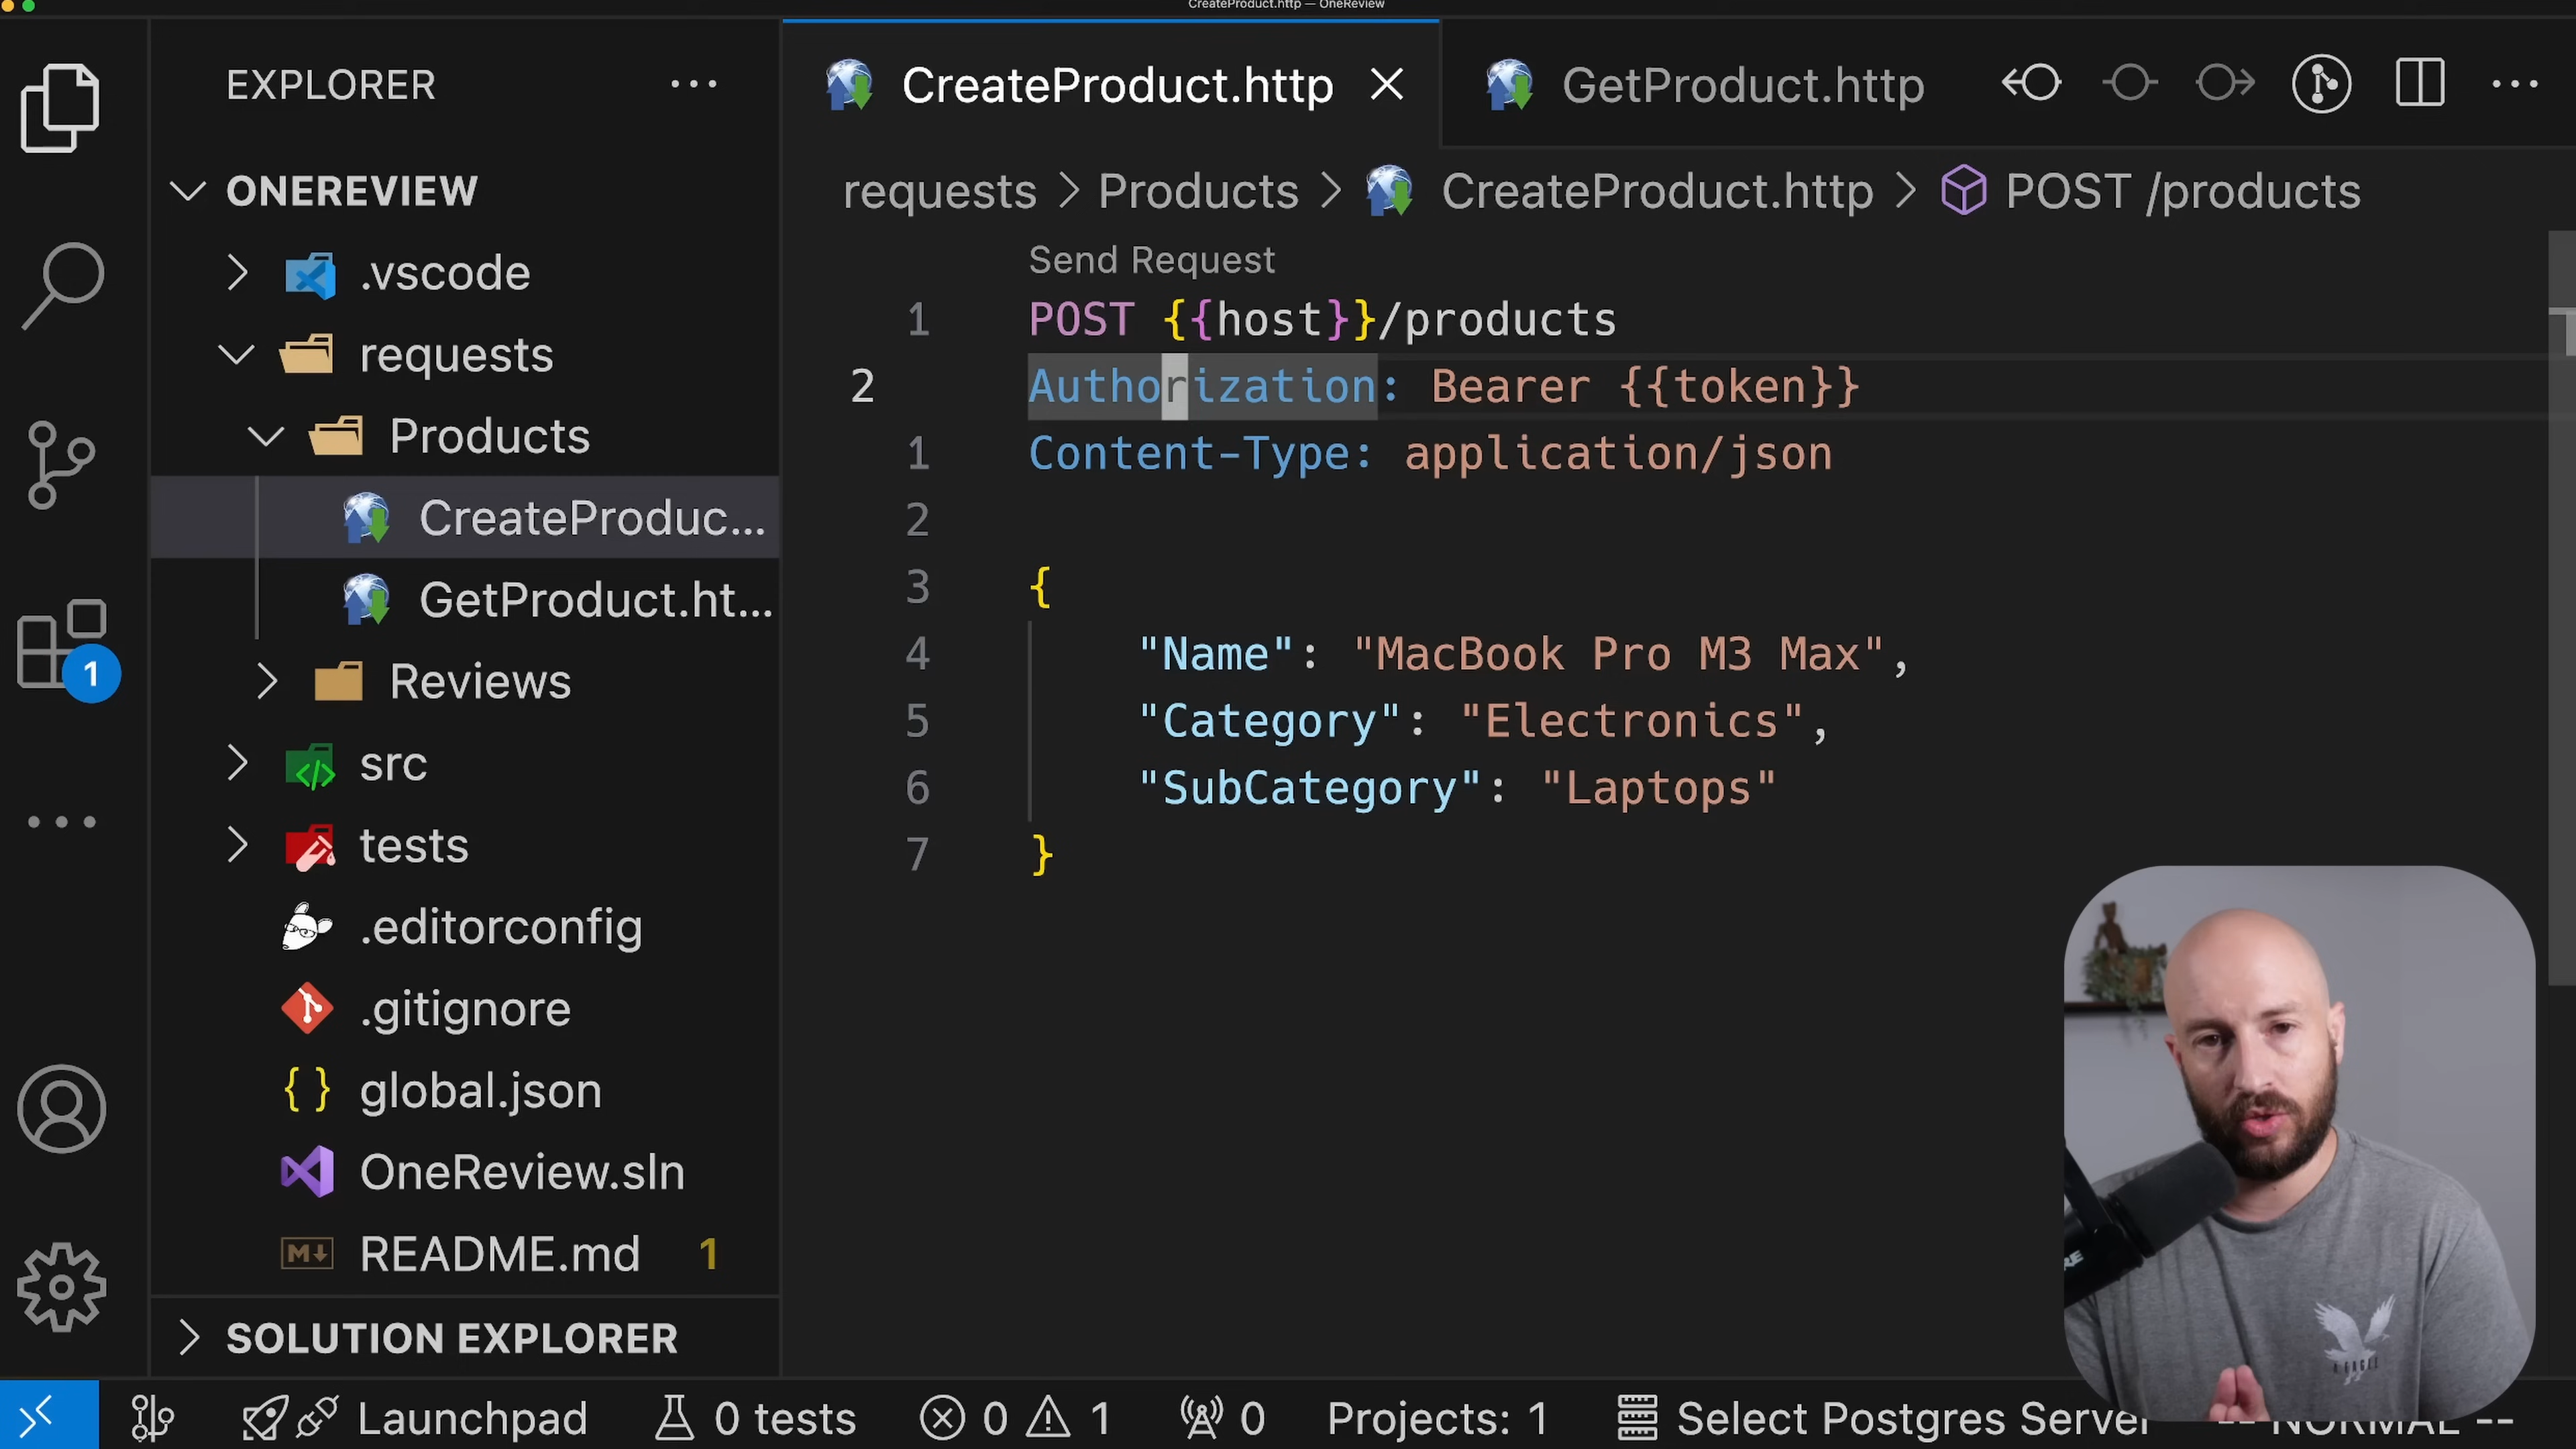 CreateProduct.http — OneReview
EXPLORER
CreateProduct.http
GetProduct.http
ONEREVIEW
.vscode
requests
Products
CreateProduc...
GetProduct.ht...
Reviews
src
tests
.editorconfig
.gitignore
global.json
OneReview.sln
README.md 1
SOLUTION EXPLORER
1
requests > Products > CreateProduct.http > POST /products
Send Request
1 POST {{host}}/products
2 Authorization: Bearer {{token}}
1 Content-Type: application/json
2
3 {
4 "Name": "MacBook Pro M3 Max",
5 "Category": "Electronics",
6 "SubCategory": "Laptops"
7 }
Launchpad
0 tests
0 1
0
Projects: 1
Select Postgres Server
-- NORMAL --